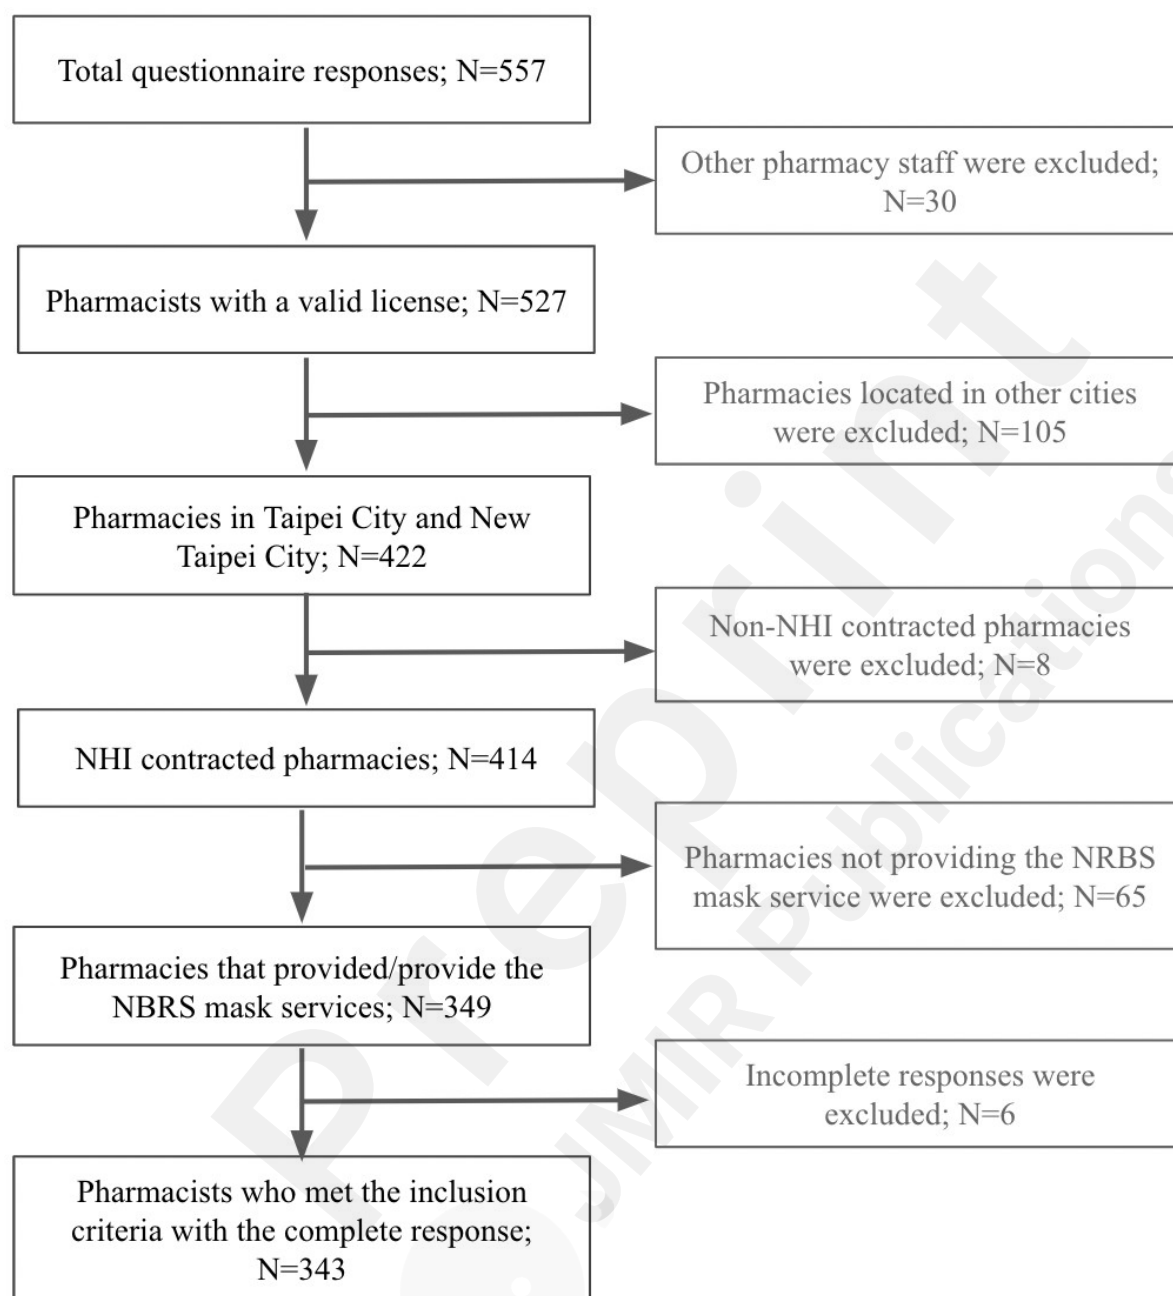 Total questionnaire responses; N=557
Other pharmacy staff were excluded;
N=30
Pharmacists with a valid license; N=527
Pharmacies located in other cities
were excluded; N=105
Pharmacies in Taipei City and New
Taipei City; N=422
Non-NHI contracted pharmacies
were excluded; N=8
NHI contracted pharmacies; N=414
Pharmacies not providing the NRBS
mask service were excluded; N=65
Pharmacies that provided/provide the
NBRS mask services; N=349
Incomplete responses were
excluded; N=6
Pharmacists who met the inclusion
criteria with the complete response;
N=343
Preprint
JMIR Publications